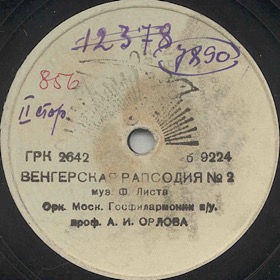 12378
7890
856
II стор.
ГРК 2642 б 9224
ВЕНГЕРСКАЯ РАПСОДИЯ № 2
муз Ф. Листа
Орк. Моск. Госфилармонии п/у.
проф. А. И. ОРЛОВА